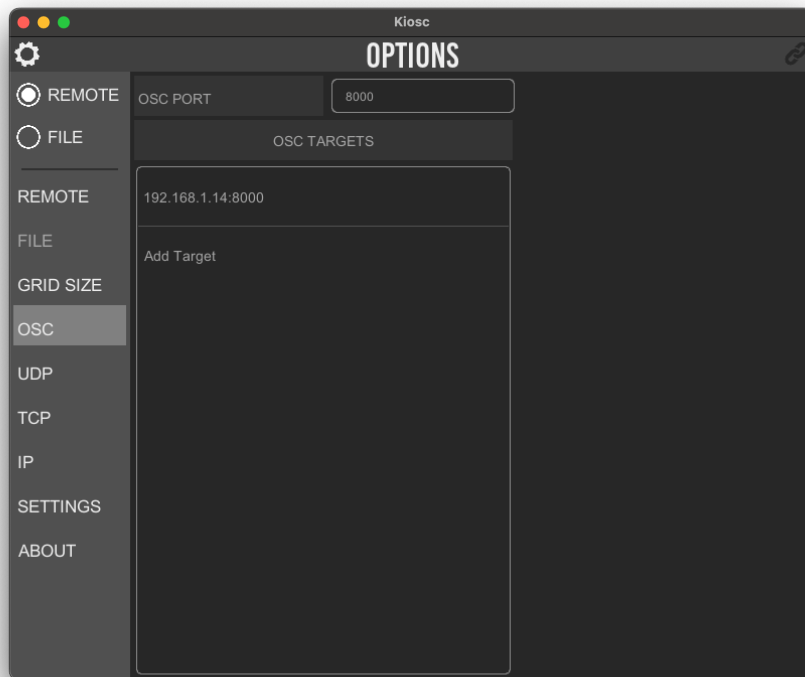 Kiosc
OPTIONS
REMOTE
FILE
REMOTE
FILE
GRID SIZE
OSC
UDP
TCP
IP
SETTINGS
ABOUT
OSC PORT 8000
OSC TARGETS
192.168.1.14:8000
Add Target